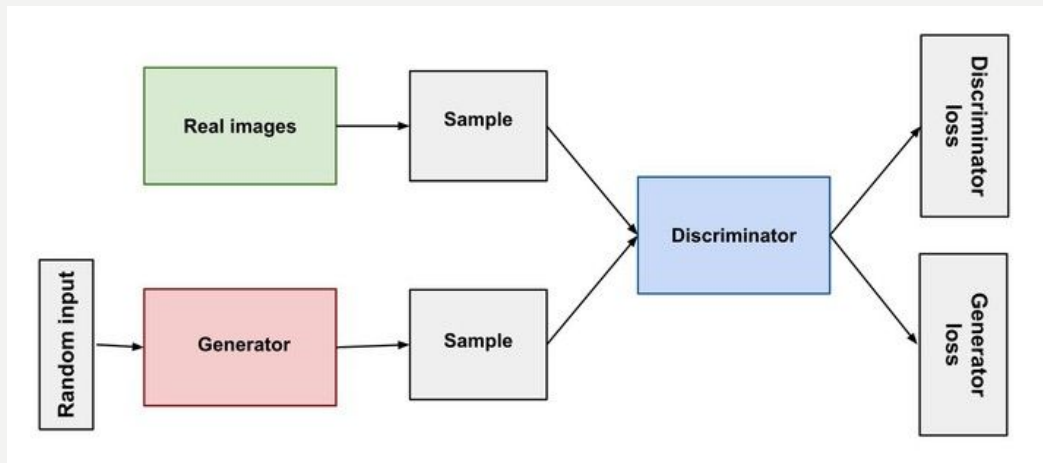 Real images
Sample
Discriminator
loss
Discriminator
Random input
Generator
Sample
Generator
loss